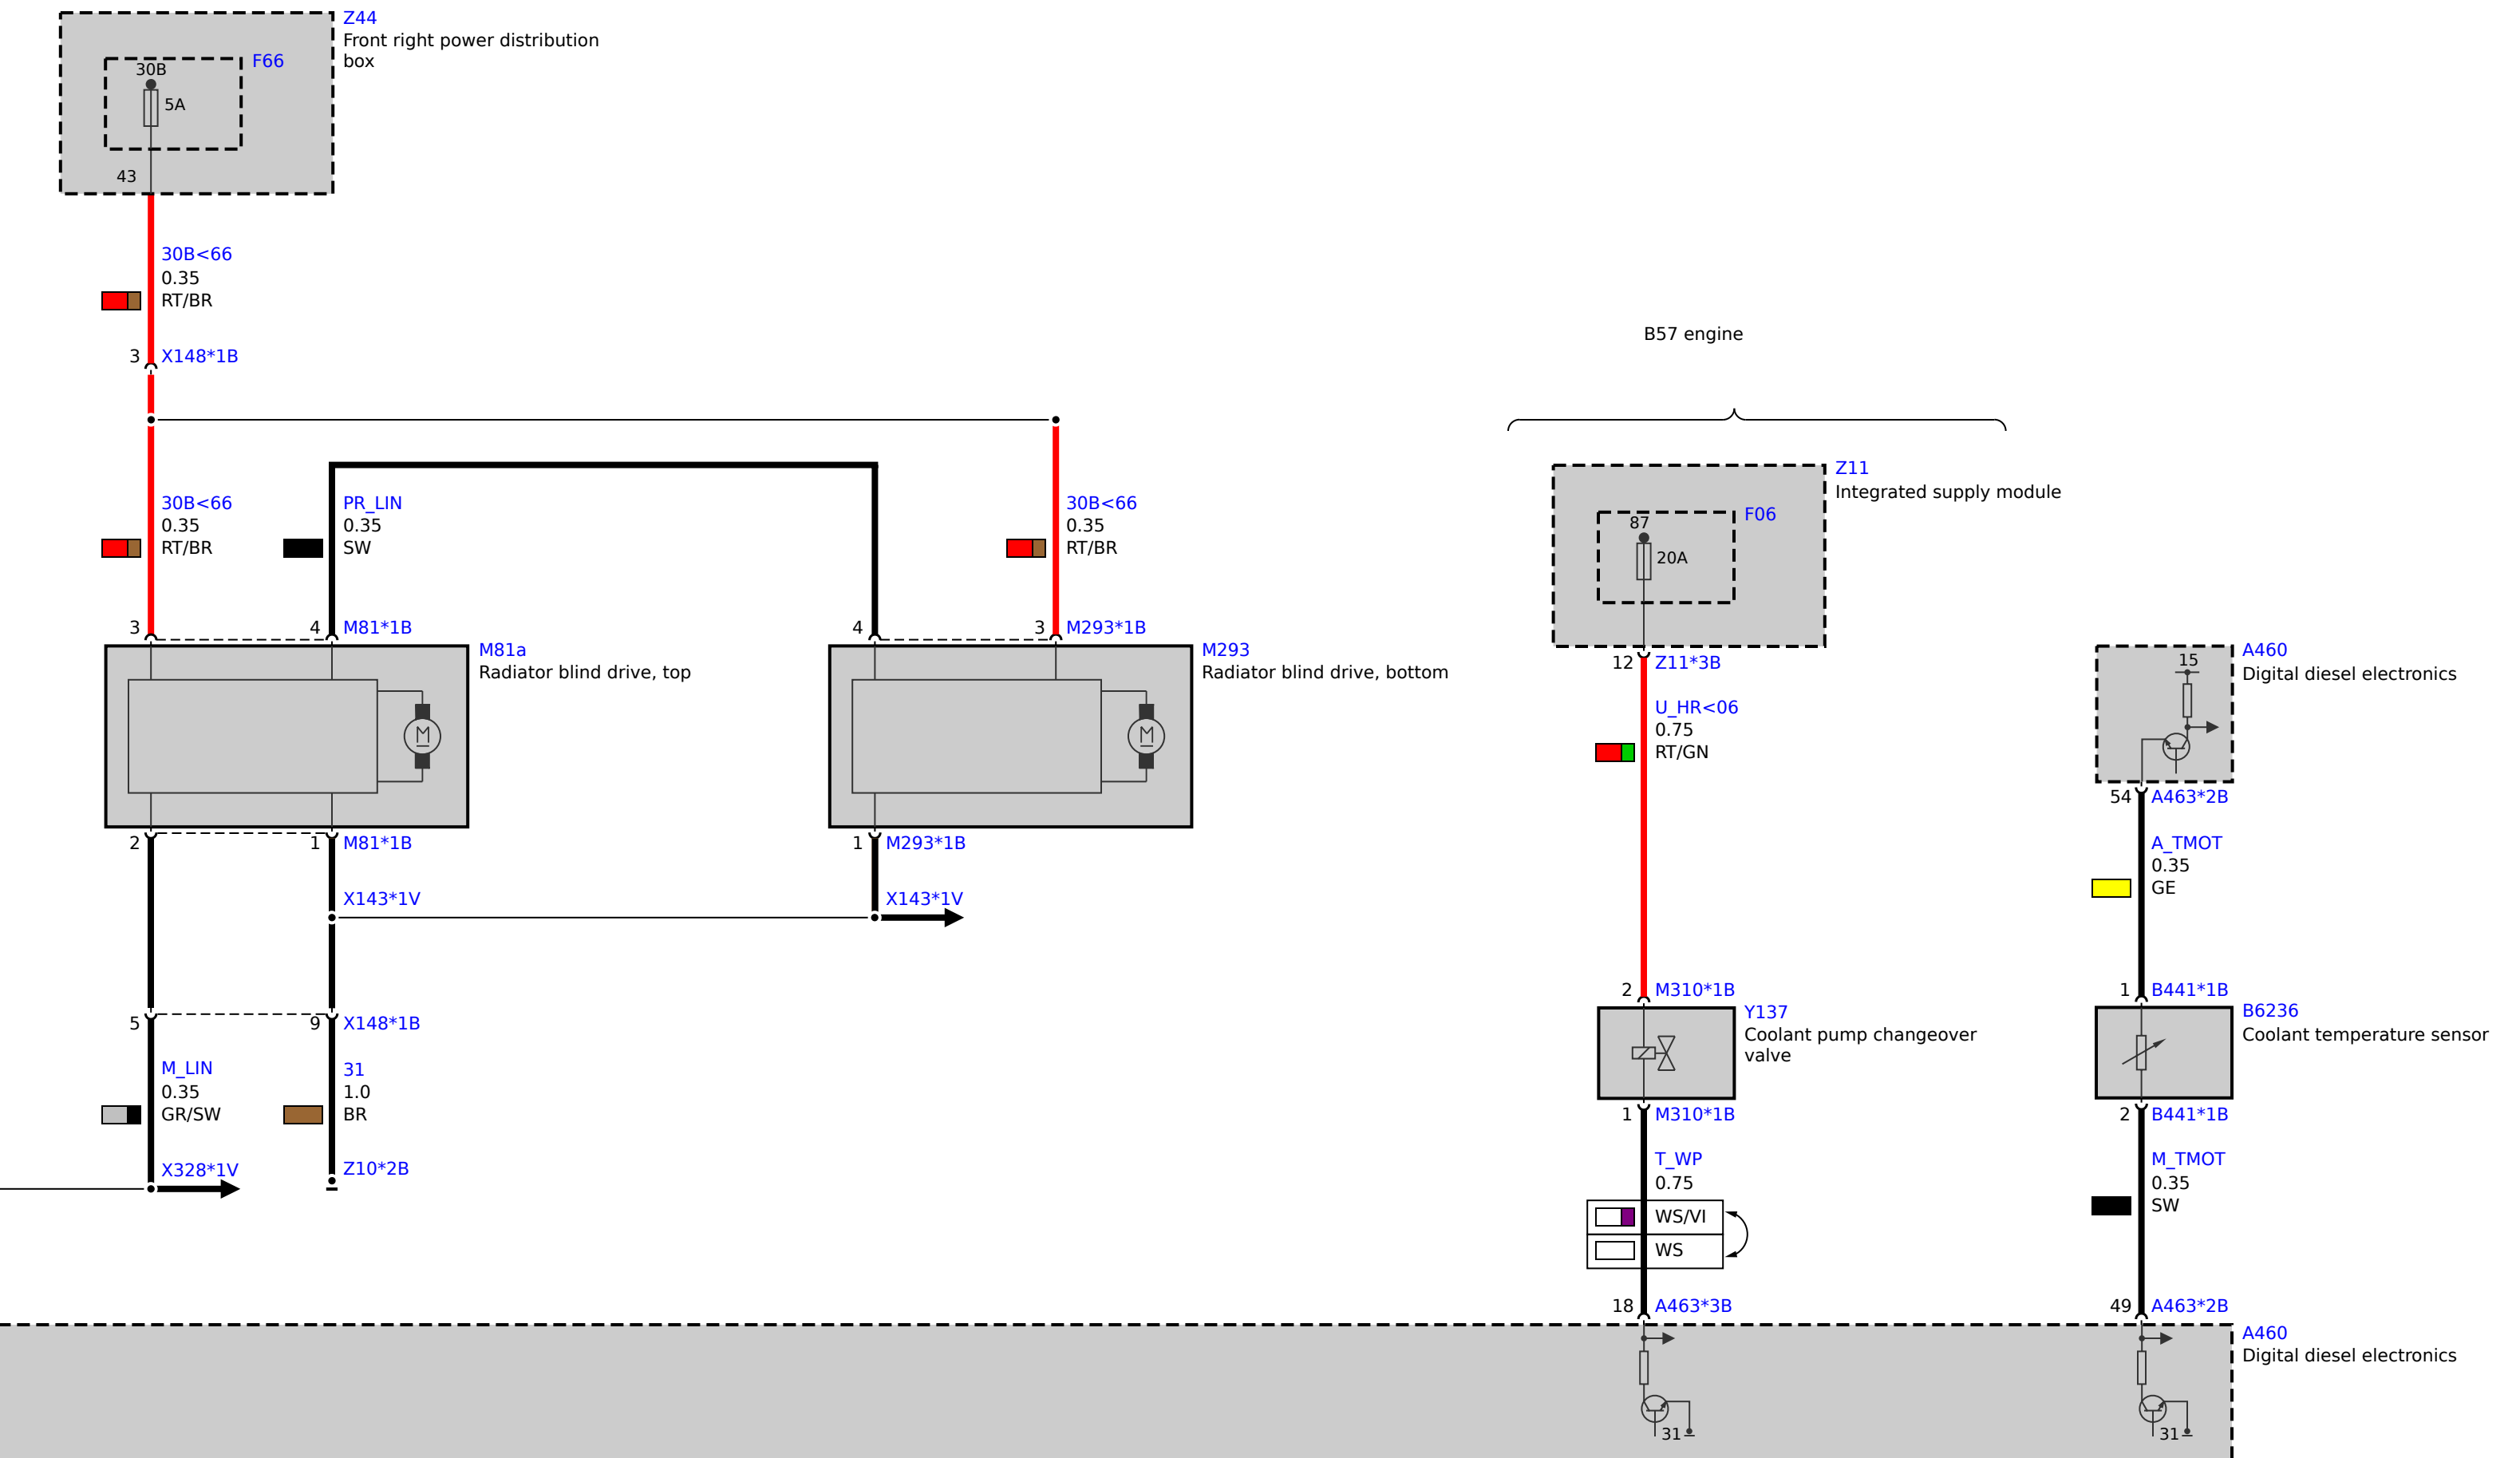 Z44
Front right power distribution
box
F66
30B
5A
43
30B<66
0.35
RT/BR
3 X148*1B
B57 engine
30B<66
0.35
RT/BR
PR_LIN
0.35
SW
30B<66
0.35
RT/BR
Z11
Integrated supply module
F06
87
20A
3
4 M81*1B
4
3 M293*1B
M81a
Radiator blind drive, top
M
M293
Radiator blind drive, bottom
M
12 Z11*3B
U_HR<06
0.75
RT/GN
A460
Digital diesel electronics
15
54 A463*2B
A_TMOT
0.35
GE
2
1 M81*1B
1 M293*1B
X143*1V
X143*1V
2 M310*1B
Y137
Coolant pump changeover
valve
1 B441*1B
B6236
Coolant temperature sensor
5
9 X148*1B
M_LIN
0.35
GR/SW
31
1.0
BR
X328*1V
Z10*2B
1 M310*1B
T_WP
0.75
WS/VI
WS
2 B441*1B
M_TMOT
0.35
SW
18 A463*3B
49 A463*2B
A460
Digital diesel electronics
31
31